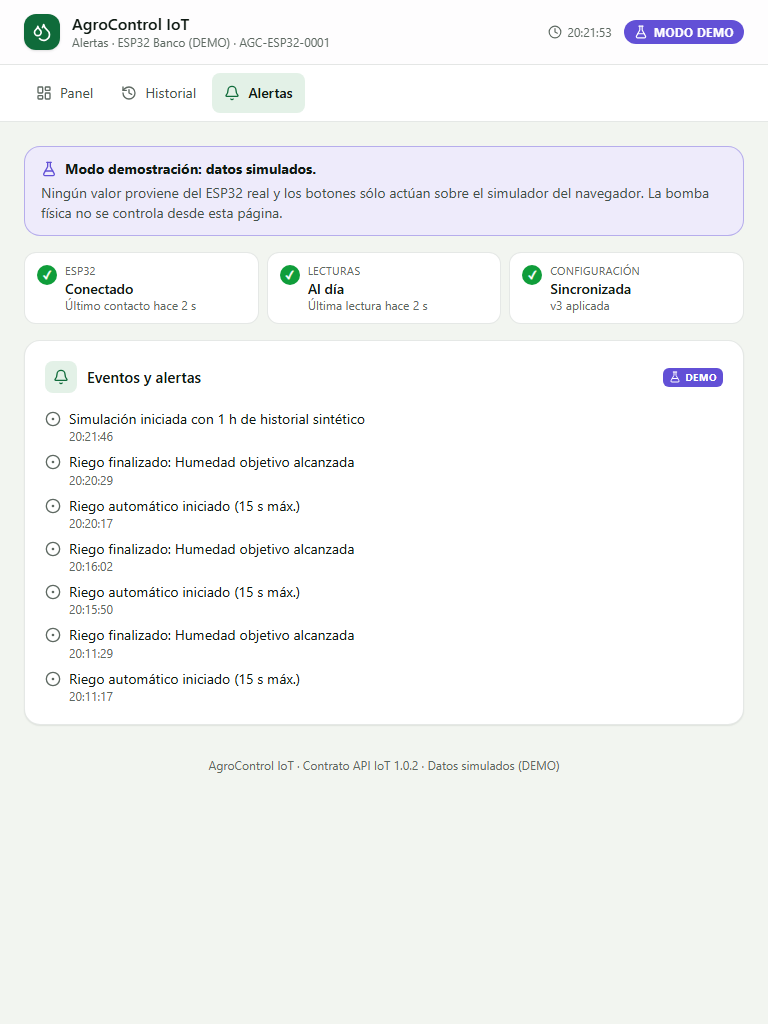 AgroControl IoT
Alertas · ESP32 Banco (DEMO) · AGC-ESP32-0001
20:21:53
MODO DEMO
Panel
Historial
Alertas
Modo demostración: datos simulados.
Ningún valor proviene del ESP32 real y los botones sólo actúan sobre el simulador del navegador. La bomba
física no se controla desde esta página.
ESP32
Conectado
Último contacto hace 2 s
LECTURAS
Al día
Última lectura hace 2 s
CONFIGURACIÓN
Sincronizada
v3 aplicada
Eventos y alertas
DEMO
Simulación iniciada con 1 h de historial sintético
20:21:46
Riego finalizado: Humedad objetivo alcanzada
20:20:29
Riego automático iniciado (15 s máx.)
20:20:17
Riego finalizado: Humedad objetivo alcanzada
20:16:02
Riego automático iniciado (15 s máx.)
20:15:50
Riego finalizado: Humedad objetivo alcanzada
20:11:29
Riego automático iniciado (15 s máx.)
20:11:17
AgroControl IoT · Contrato API IoT 1.0.2 · Datos simulados (DEMO)